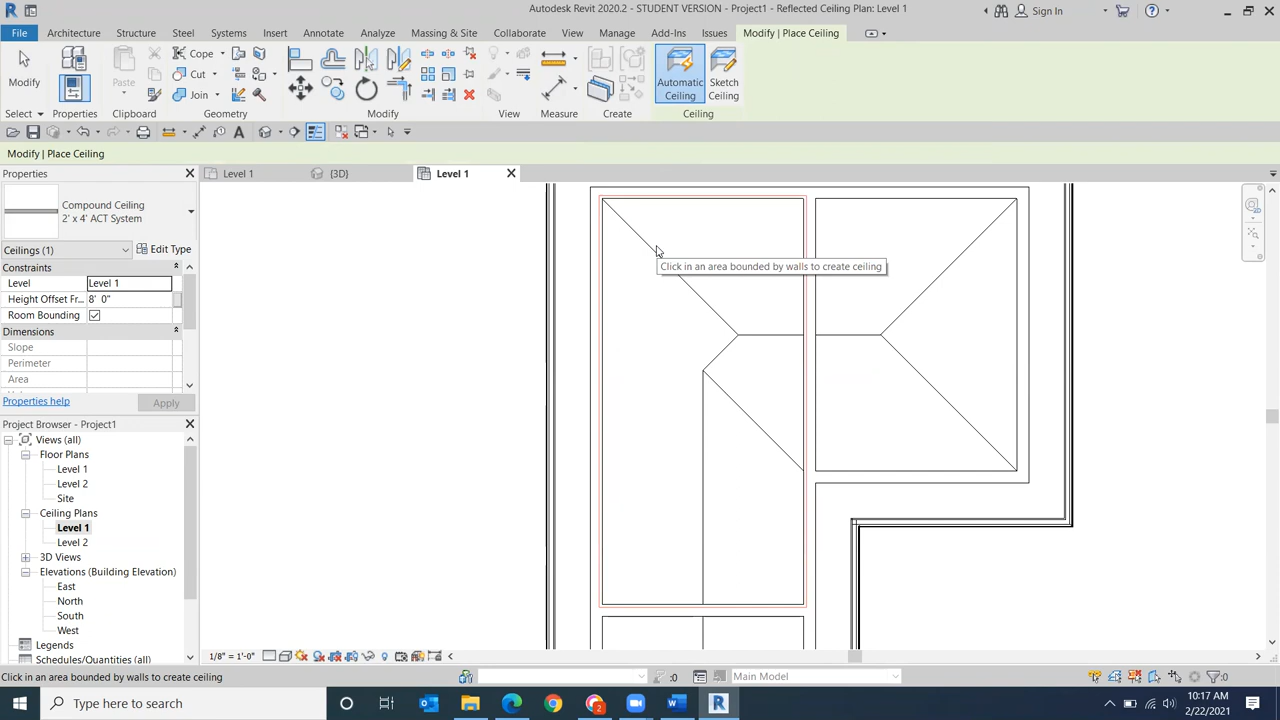 Autodesk Revit 2020.2 - STUDENT VERSION - Project1 - Reflected Ceiling Plan: Level 1
Sign In
File Architecture Structure Steel Systems Insert Annotate Analyze Massing & Site Collaborate View Manage Add-Ins Issues Modify | Place Ceiling
Modify
Paste
Cope
Cut
Join
Automatic Ceiling
Sketch Ceiling
Select Properties Clipboard Geometry Modify View Measure Create Ceiling
Modify | Place Ceiling
Properties
Level 1
{3D}
Level 1
Compound Ceiling
2' x 4' ACT System
Ceilings (1)
Edit Type
Constraints
Level Level 1
Height Offset Fr... 8' 0"
Room Bounding
Dimensions
Slope
Perimeter
Area
Properties help
Apply
Click in an area bounded by walls to create ceiling
Project Browser - Project1
Views (all)
Floor Plans
Level 1
Level 2
Site
Ceiling Plans
Level 1
Level 2
3D Views
Elevations (Building Elevation)
East
North
South
West
Legends
Schedules/Quantities (all)
1/8" = 1'-0"
Click in an area bounded by walls to create ceiling
:0
Main Model
:0
Type here to search
10:17 AM
2/22/2021